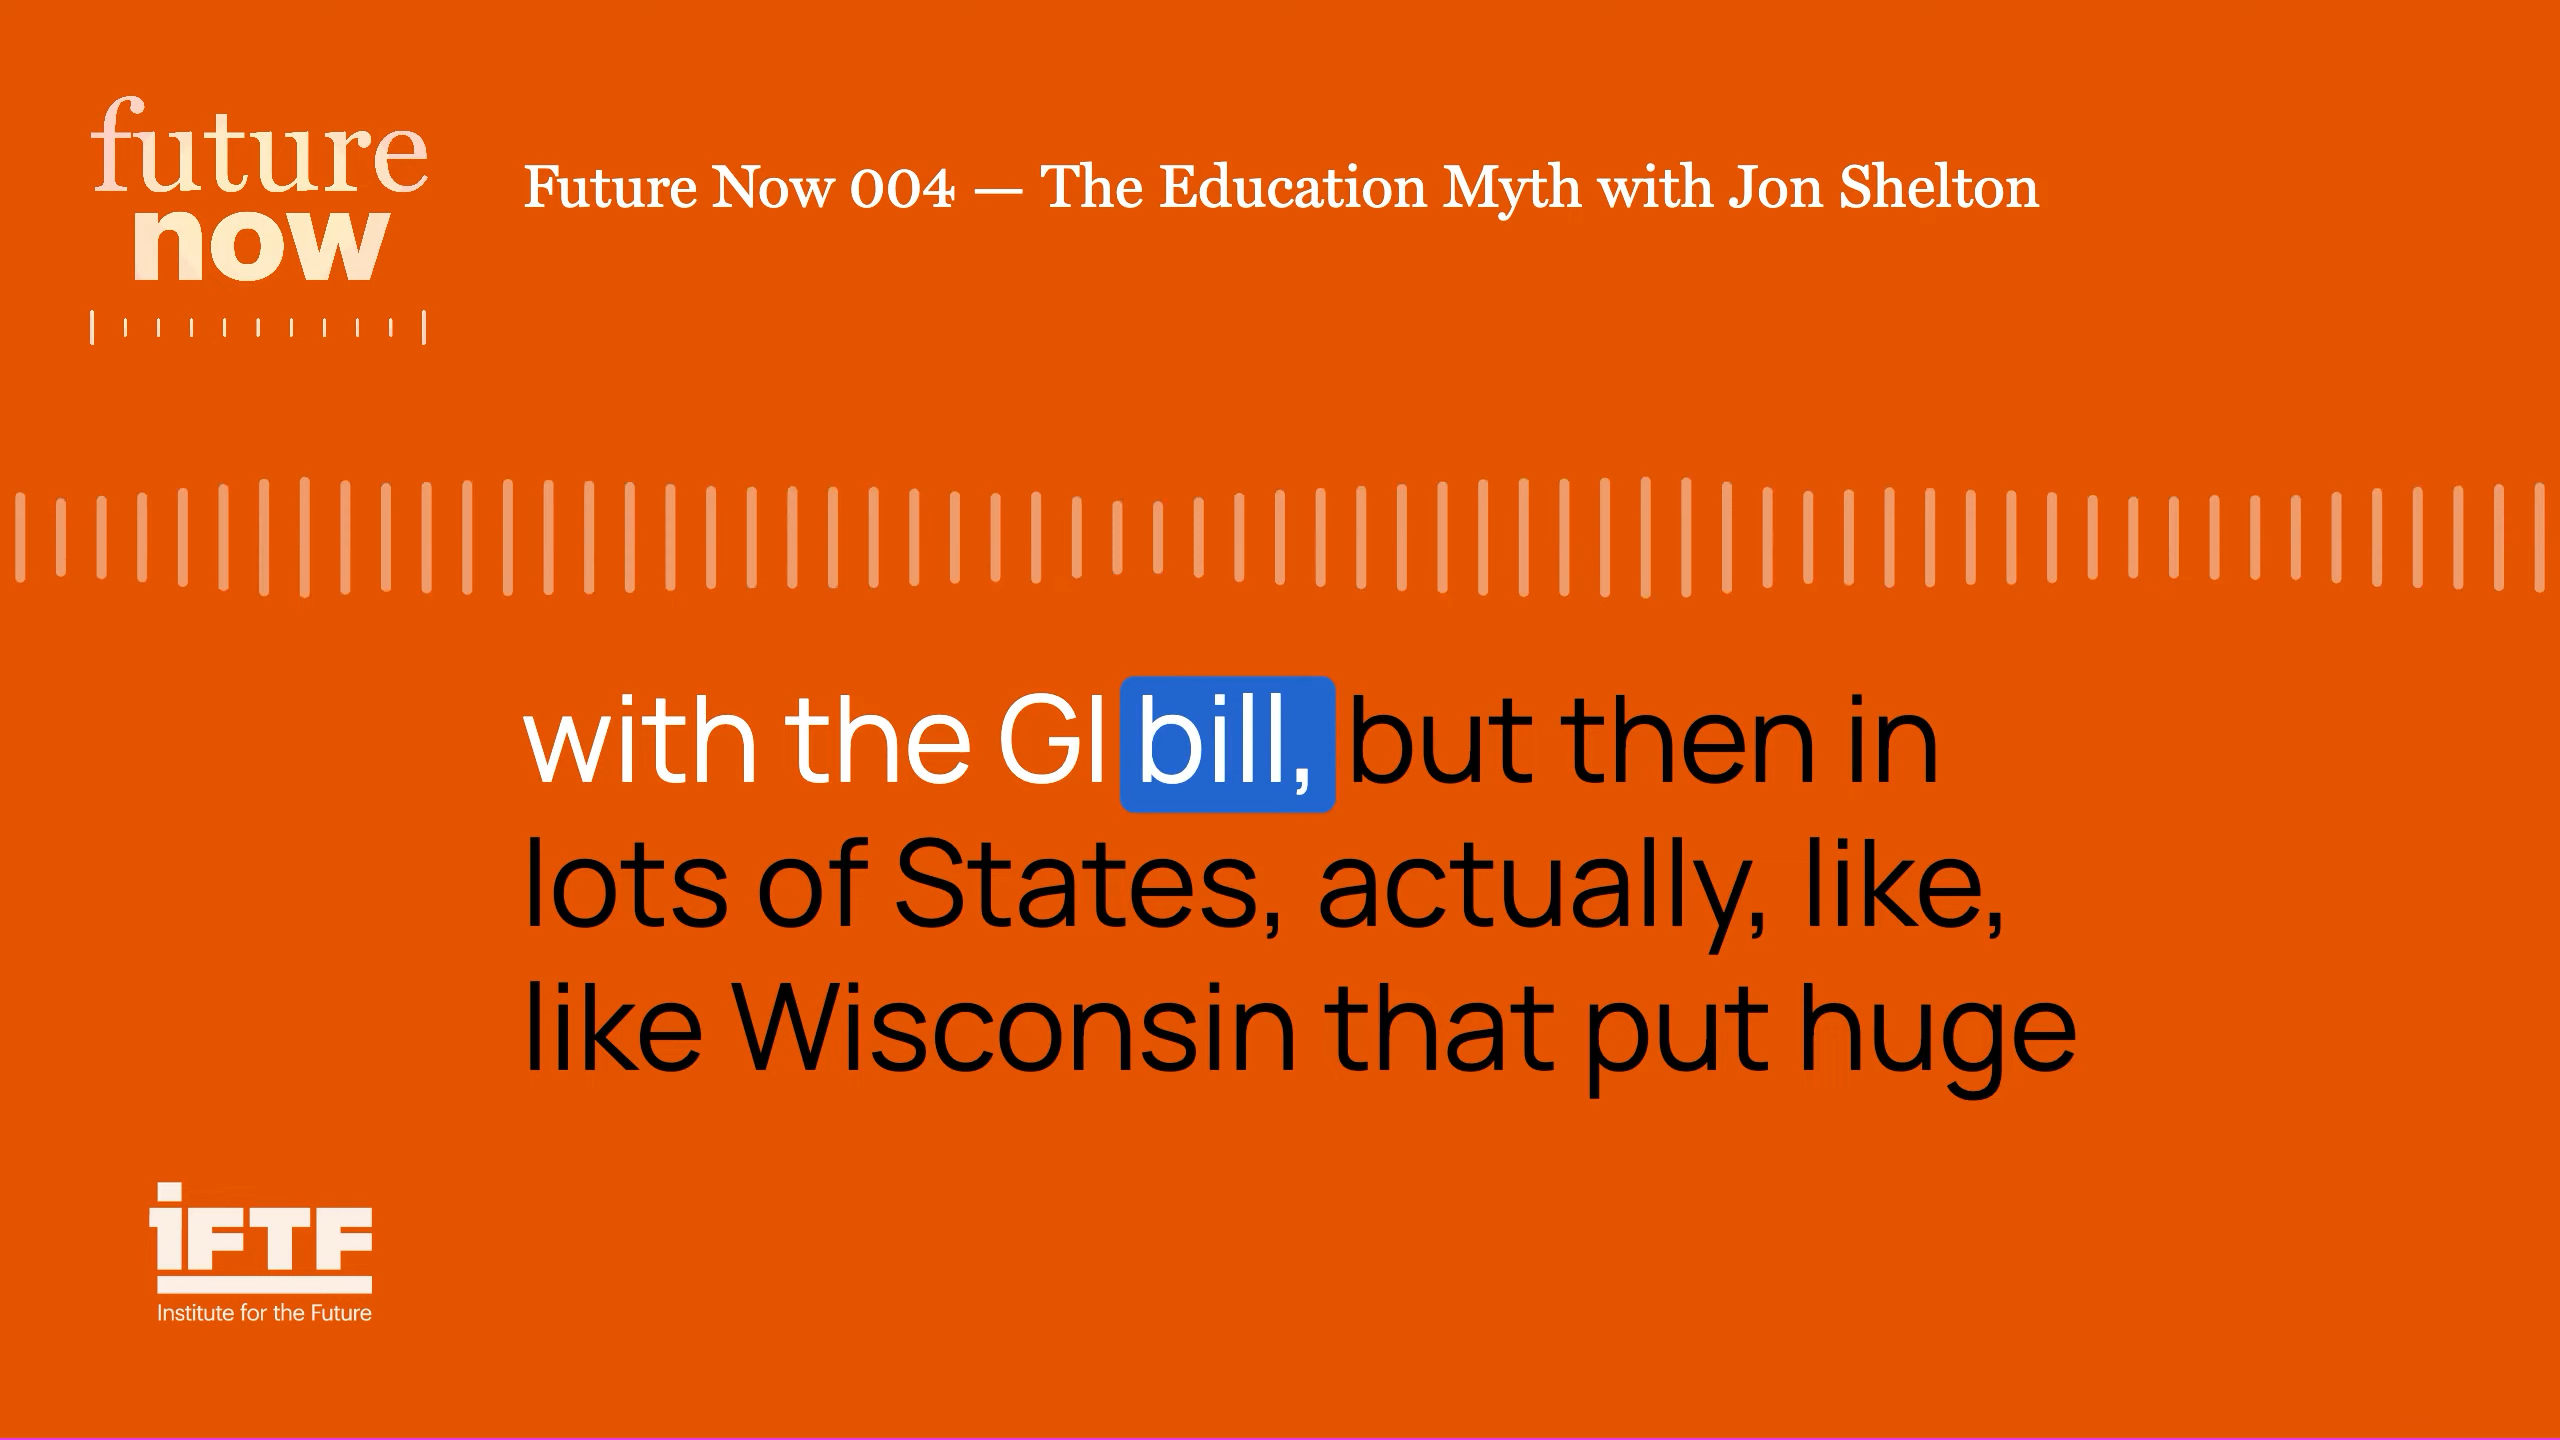 future
now
Future Now 004 — The Education Myth with Jon Shelton
with the GI bill, but then in
lots of States, actually, like,
like Wisconsin that put huge
iFTF
Institute for the Future